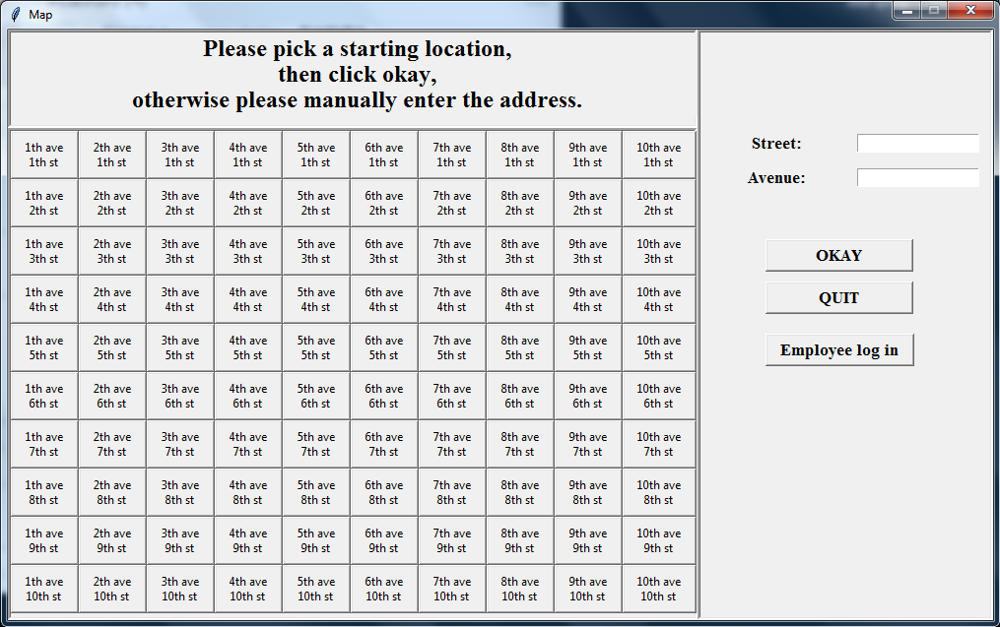 Map
Please pick a starting location,
then click okay,
otherwise please manually enter the address.
1th ave 2th ave 3th ave 4th ave 5th ave 6th ave 7th ave 8th ave 9th ave 10th ave
1th st 1th st 1th st 1th st 1th st 1th st 1th st 1th st 1th st 1th st
1th ave 2th ave 3th ave 4th ave 5th ave 6th ave 7th ave 8th ave 9th ave 10th ave
2th st 2th st 2th st 2th st 2th st 2th st 2th st 2th st 2th st 2th st
1th ave 2th ave 3th ave 4th ave 5th ave 6th ave 7th ave 8th ave 9th ave 10th ave
3th st 3th st 3th st 3th st 3th st 3th st 3th st 3th st 3th st 3th st
1th ave 2th ave 3th ave 4th ave 5th ave 6th ave 7th ave 8th ave 9th ave 10th ave
4th st 4th st 4th st 4th st 4th st 4th st 4th st 4th st 4th st 4th st
1th ave 2th ave 3th ave 4th ave 5th ave 6th ave 7th ave 8th ave 9th ave 10th ave
5th st 5th st 5th st 5th st 5th st 5th st 5th st 5th st 5th st 5th st
1th ave 2th ave 3th ave 4th ave 5th ave 6th ave 7th ave 8th ave 9th ave 10th ave
6th st 6th st 6th st 6th st 6th st 6th st 6th st 6th st 6th st 6th st
1th ave 2th ave 3th ave 4th ave 5th ave 6th ave 7th ave 8th ave 9th ave 10th ave
7th st 7th st 7th st 7th st 7th st 7th st 7th st 7th st 7th st 7th st
1th ave 2th ave 3th ave 4th ave 5th ave 6th ave 7th ave 8th ave 9th ave 10th ave
8th st 8th st 8th st 8th st 8th st 8th st 8th st 8th st 8th st 8th st
1th ave 2th ave 3th ave 4th ave 5th ave 6th ave 7th ave 8th ave 9th ave 10th ave
9th st 9th st 9th st 9th st 9th st 9th st 9th st 9th st 9th st 9th st
1th ave 2th ave 3th ave 4th ave 5th ave 6th ave 7th ave 8th ave 9th ave 10th ave
10th st 10th st 10th st 10th st 10th st 10th st 10th st 10th st 10th st 10th st
Street:
Avenue:
OKAY
QUIT
Employee log in